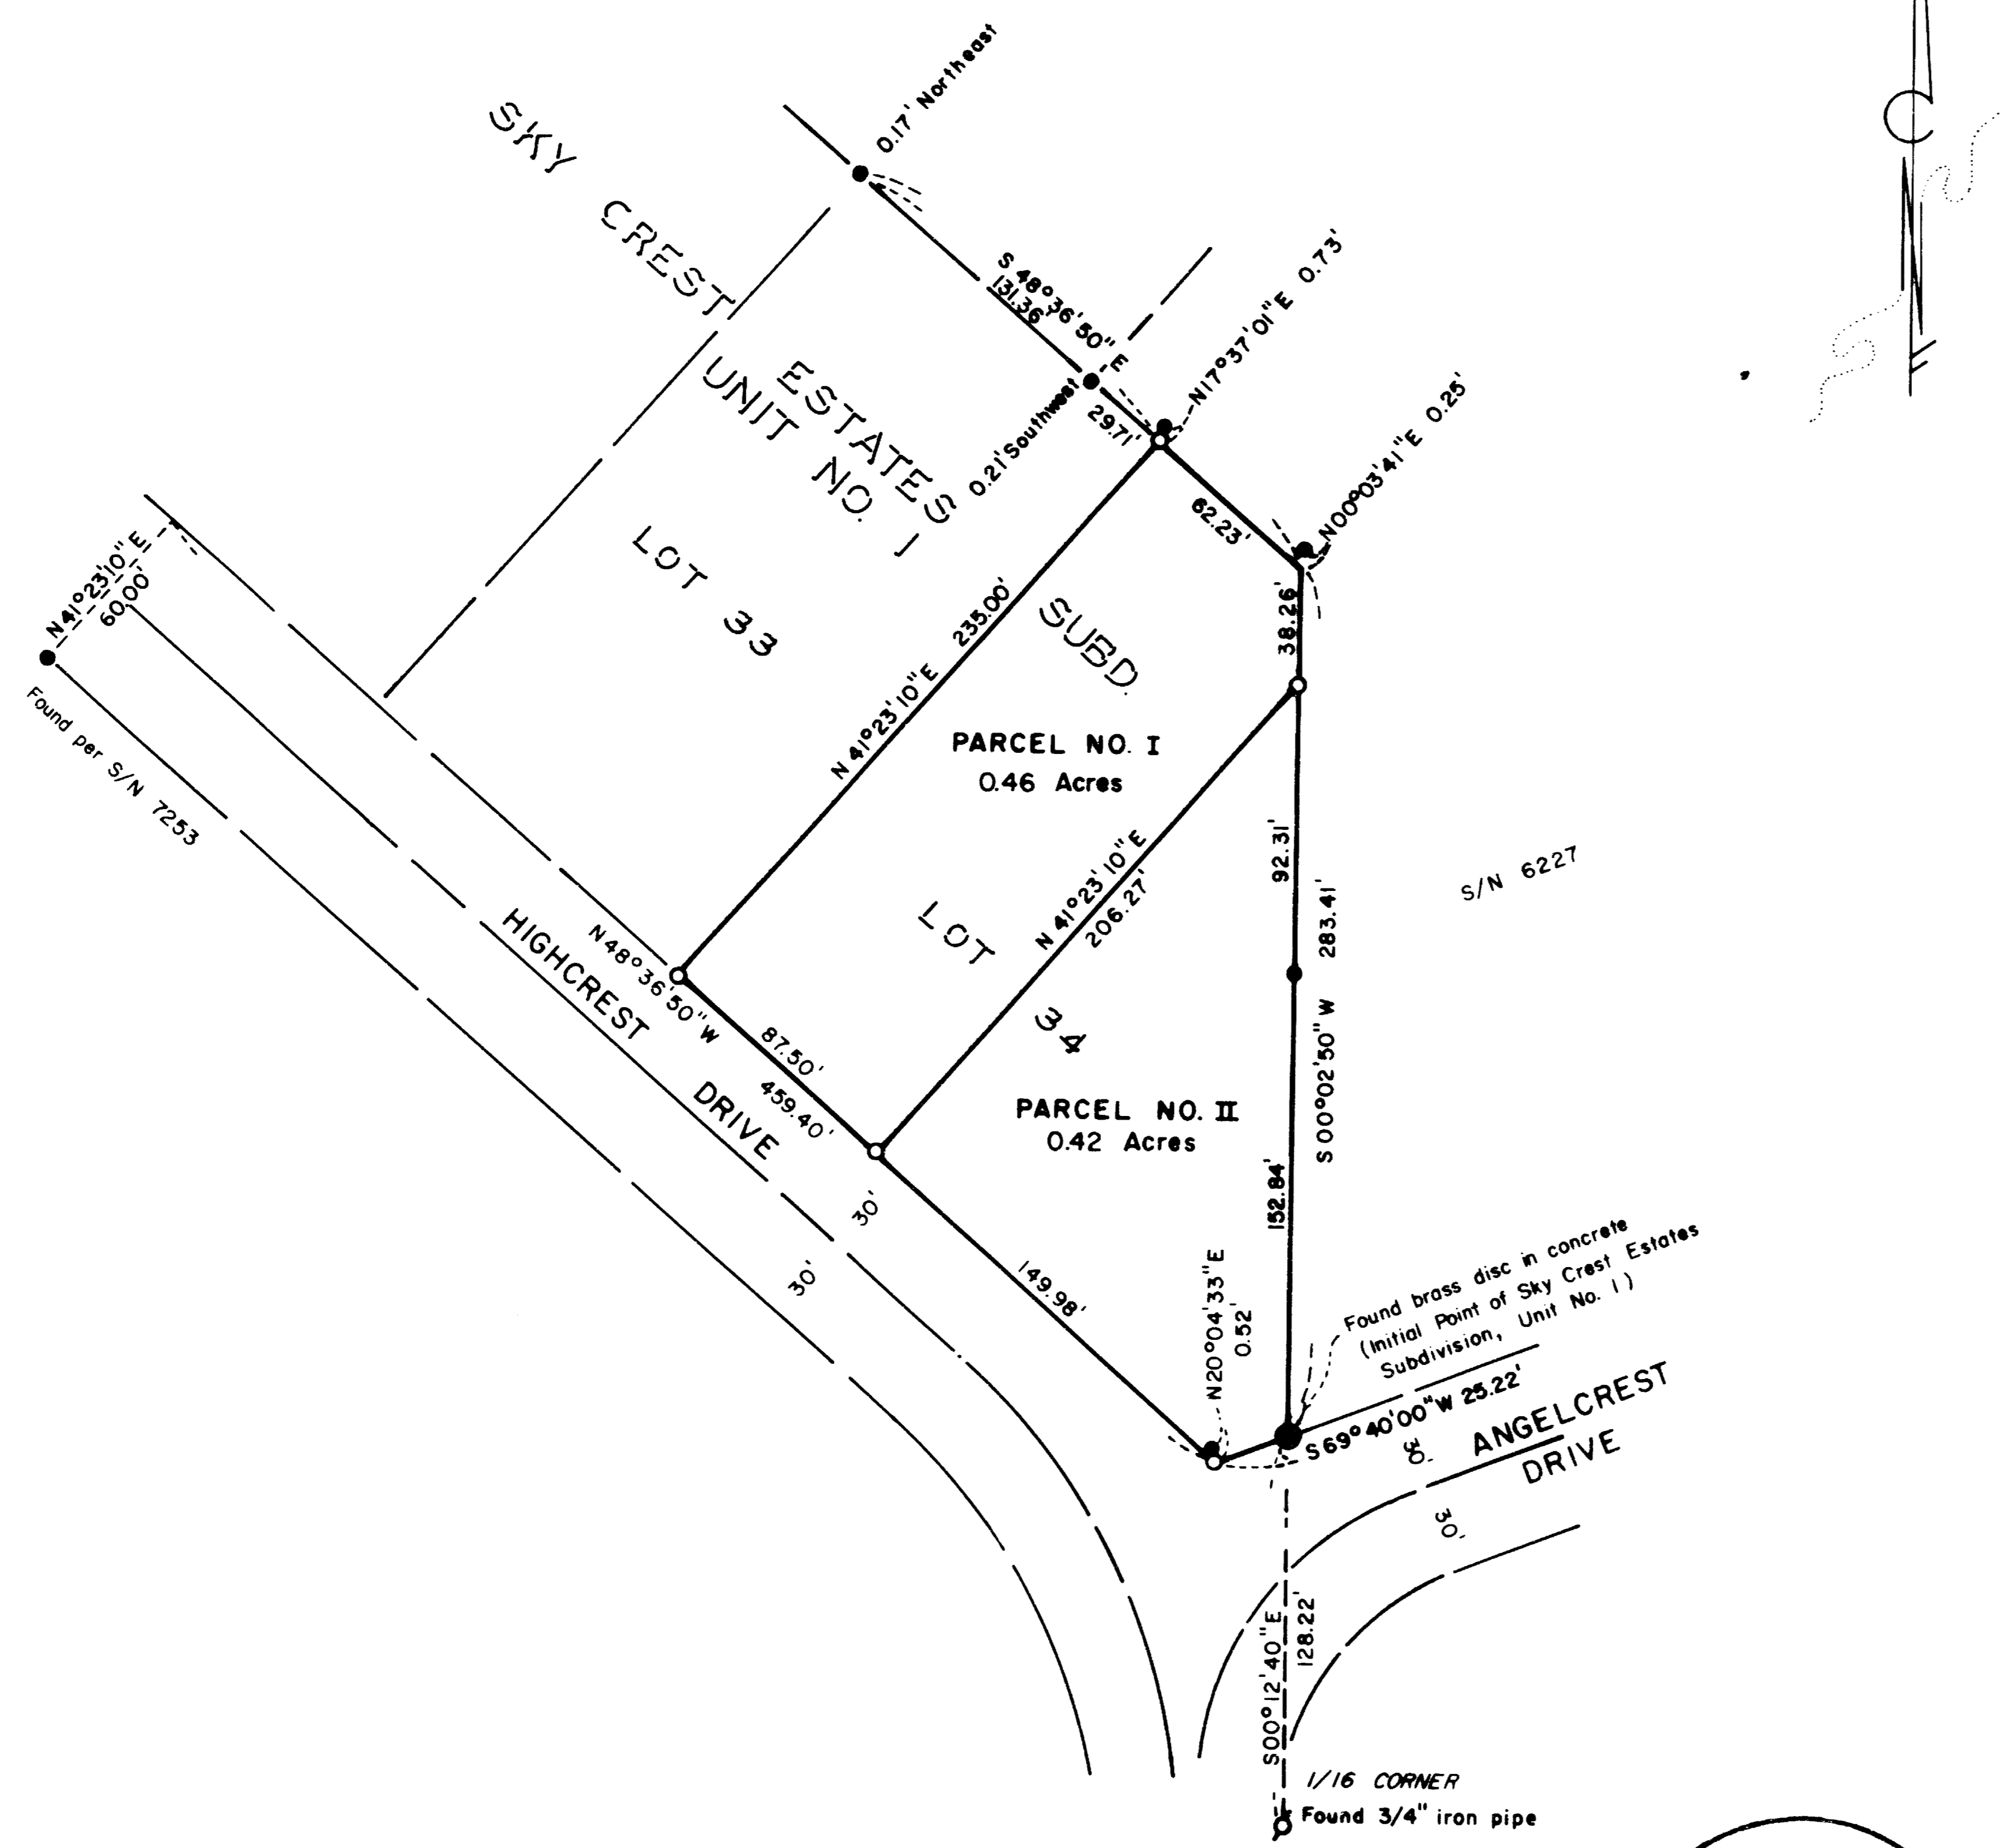 0.17' Northeast
SKY CREST
ESTATES
UNIT NO. 1
SUBD.
S 48°36'50" E
131.36'
N17°37'01"E 0.73'
0.21' Southwest
29.71'
N00°03'41"E 0.25'
62.23'
38.26'
N 41°23'10"E
60.00'
Found per S/N 7253
LOT 33
N 41°23'10"E 235.00'
PARCEL NO. I
0.46 Acres
N 41°23'10"E
206.27'
92.31'
283.41'
S 00°02'50" W
S/N 6227
LOT 34
N48°36'50"W
87.50'
459.40'
HIGHCREST DRIVE
PARCEL NO. II
0.42 Acres
152.84'
30'
30'
149.98'
N20°04'33"E
0.52'
Found brass disc in concrete
(Initial Point of Sky Crest Estates
Subdivision, Unit No. 1)
S69°40'00"W 25.22'
ANGELCREST
DRIVE
30'
30'
S00°12'40"E
128.22'
1/16 CORNER
Found 3/4" iron pipe
N